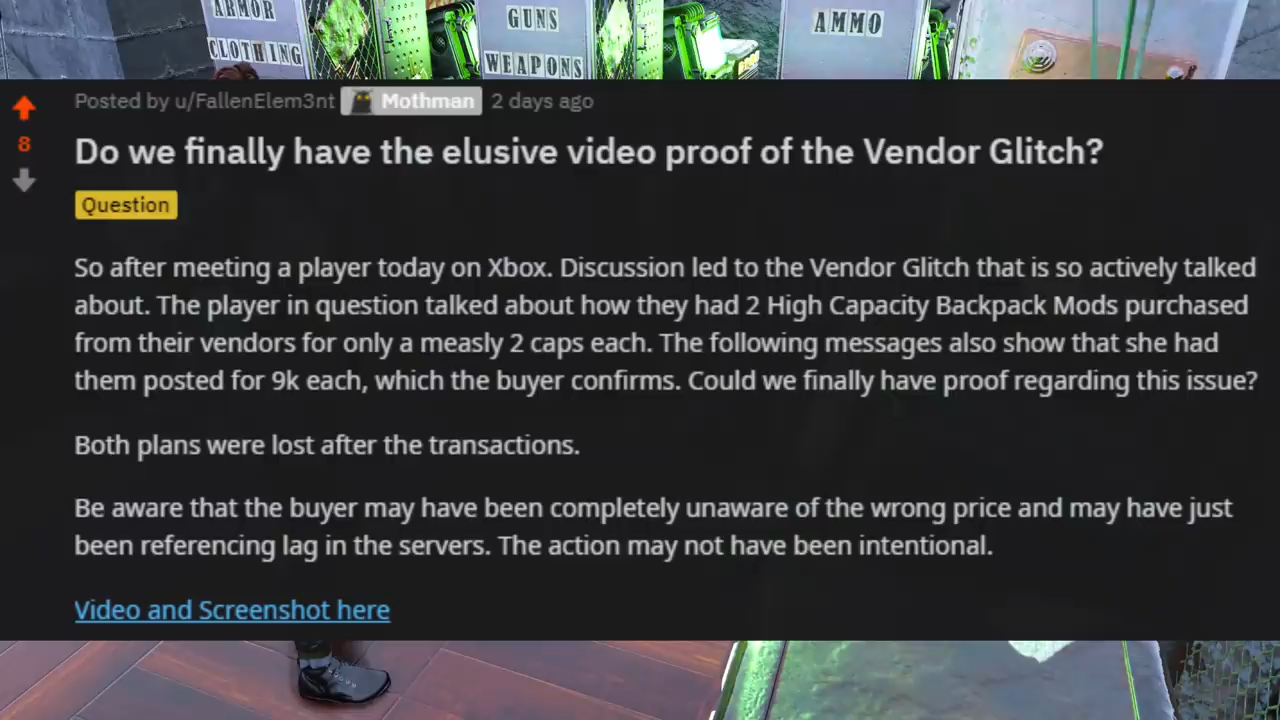 ARMOR
CLOTHING
GUNS
WEAPONS
AMMO
Posted by u/FallenElem3nt Mothman 2 days ago
8
Do we finally have the elusive video proof of the Vendor Glitch?
Question
So after meeting a player today on Xbox. Discussion led to the Vendor Glitch that is so actively talked
about. The player in question talked about how they had 2 High Capacity Backpack Mods purchased
from their vendors for only a measly 2 caps each. The following messages also show that she had
them posted for 9k each, which the buyer confirms. Could we finally have proof regarding this issue?
Both plans were lost after the transactions.
Be aware that the buyer may have been completely unaware of the wrong price and may have just
been referencing lag in the servers. The action may not have been intentional.
Video and Screenshot here